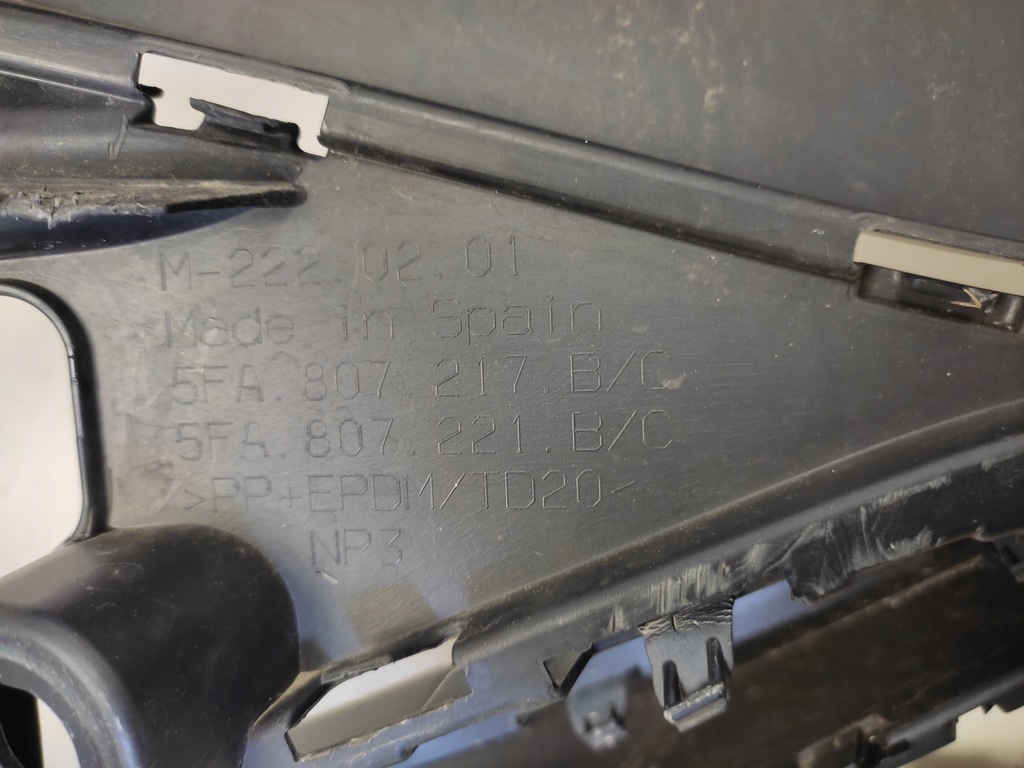 M-222.02.01
Made in Spain
5FA.807.217.B/C
5FA.807.221.B/C
>PP+EPDM/TD20<
NP3